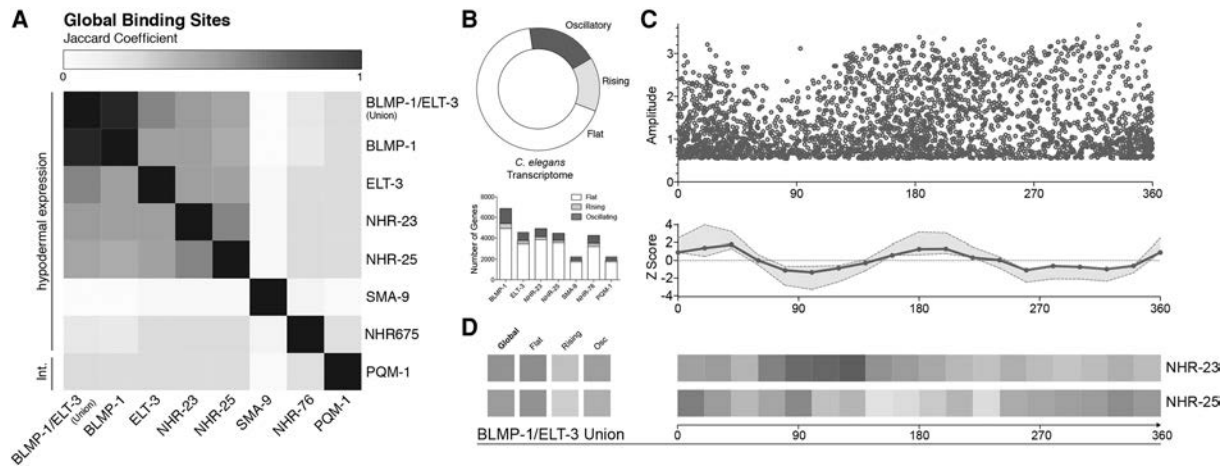 A
Global Binding Sites
Jaccard Coefficient
0 1
hypodermal expression
Int.
BLMP-1/ELT-3
(Union)
BLMP-1
ELT-3
NHR-23
NHR-25
SMA-9
NHR675
PQM-1
BLMP-1/ELT-3
(Union)
BLMP-1
ELT-3
NHR-23
NHR-25
SMA-9
NHR-76
PQM-1
B
Oscillatory
Rising
Flat
C. elegans
Transcriptome
Number of Genes
8000
6000
4000
2000
0
Flat
Rising
Oscillating
BLMP-1
ELT-3
NHR-23
NHR-25
SMA-9
NHR-76
PQM-1
C
Amplitude
3
2
1
0
0 90 180 270 360
Z Score
4
2
0
-2
-4
0 90 180 270 360
D
Global Flat Rising Osc
NHR-23
NHR-25
BLMP-1/ELT-3 Union
0 90 180 270 360